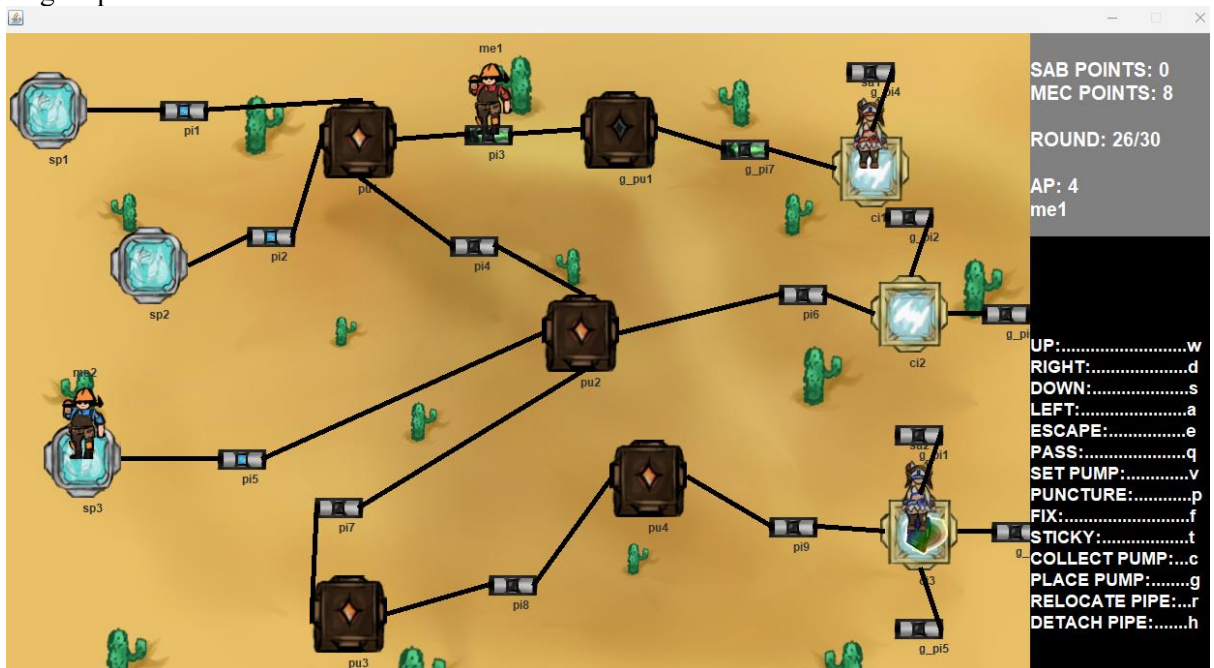 SAB POINTS: 0
MEC POINTS: 8
ROUND: 26/30
AP: 4
me1
me1
g_pi4
pi1
sp1
pi3
g_pu1
g_pi7
ci1
g_pi2
pi2
pi4
sp2
pi6
ci2
pu2
me2
pi5
sp3
g_pi1
pi7
pu4
pi9
pi8
pu3
g_pi5
UP:.........................w
RIGHT:....................d
DOWN:....................s
LEFT:.......................a
ESCAPE:................e
PASS:......................q
SET PUMP:..............v
PUNCTURE:............p
FIX:..........................f
STICKY:...................t
COLLECT PUMP:...c
PLACE PUMP:........g
RELOCATE PIPE:...r
DETACH PIPE:.......h